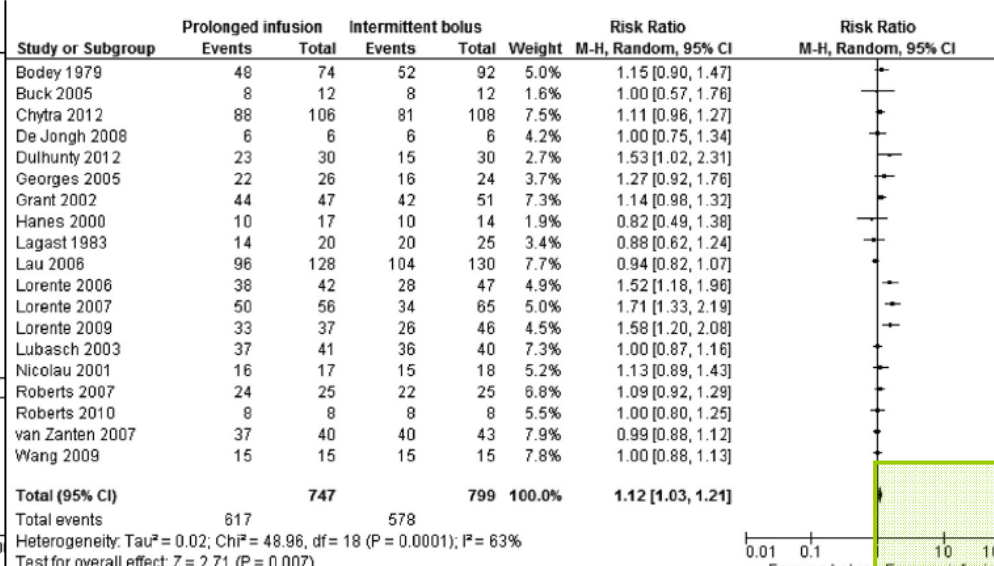 Prolonged infusion Intermittent bolus Risk Ratio Risk Ratio
Study or Subgroup Events Total Events Total Weight M-H, Random, 95% CI M-H, Random, 95% CI
Bodey 1979 48 74 52 92 5.0% 1.15 [0.90, 1.47]
Buck 2005 8 12 8 12 1.6% 1.00 [0.57, 1.76]
Chytra 2012 88 106 81 108 7.5% 1.11 [0.96, 1.27]
De Jongh 2008 6 6 6 6 4.2% 1.00 [0.75, 1.34]
Dulhunty 2012 23 30 15 30 2.7% 1.53 [1.02, 2.31]
Georges 2005 22 26 16 24 3.7% 1.27 [0.92, 1.76]
Grant 2002 44 47 42 51 7.3% 1.14 [0.98, 1.32]
Hanes 2000 10 17 10 14 1.9% 0.82 [0.49, 1.38]
Lagast 1983 14 20 20 25 3.4% 0.88 [0.62, 1.24]
Lau 2006 96 128 104 130 7.7% 0.94 [0.82, 1.07]
Lorente 2006 38 42 28 47 4.9% 1.52 [1.18, 1.96]
Lorente 2007 50 56 34 65 5.0% 1.71 [1.33, 2.19]
Lorente 2009 33 37 26 46 4.5% 1.58 [1.20, 2.08]
Lubasch 2003 37 41 36 40 7.3% 1.00 [0.87, 1.16]
Nicolau 2001 16 17 15 18 5.2% 1.13 [0.89, 1.43]
Roberts 2007 24 25 22 25 6.8% 1.09 [0.92, 1.29]
Roberts 2010 8 8 8 8 5.5% 1.00 [0.80, 1.25]
van Zanten 2007 37 40 40 43 7.9% 0.99 [0.88, 1.12]
Wang 2009 15 15 15 15 7.8% 1.00 [0.88, 1.13]
Total (95% CI) 747 799 100.0% 1.12 [1.03, 1.21]
Total events 617 578
Heterogeneity: Tau² = 0.02; Chi² = 48.96, df = 18 (P = 0.0001); I² = 63%
Test for overall effect: Z = 2.71 (P = 0.007)
0.01 0.1 1 10